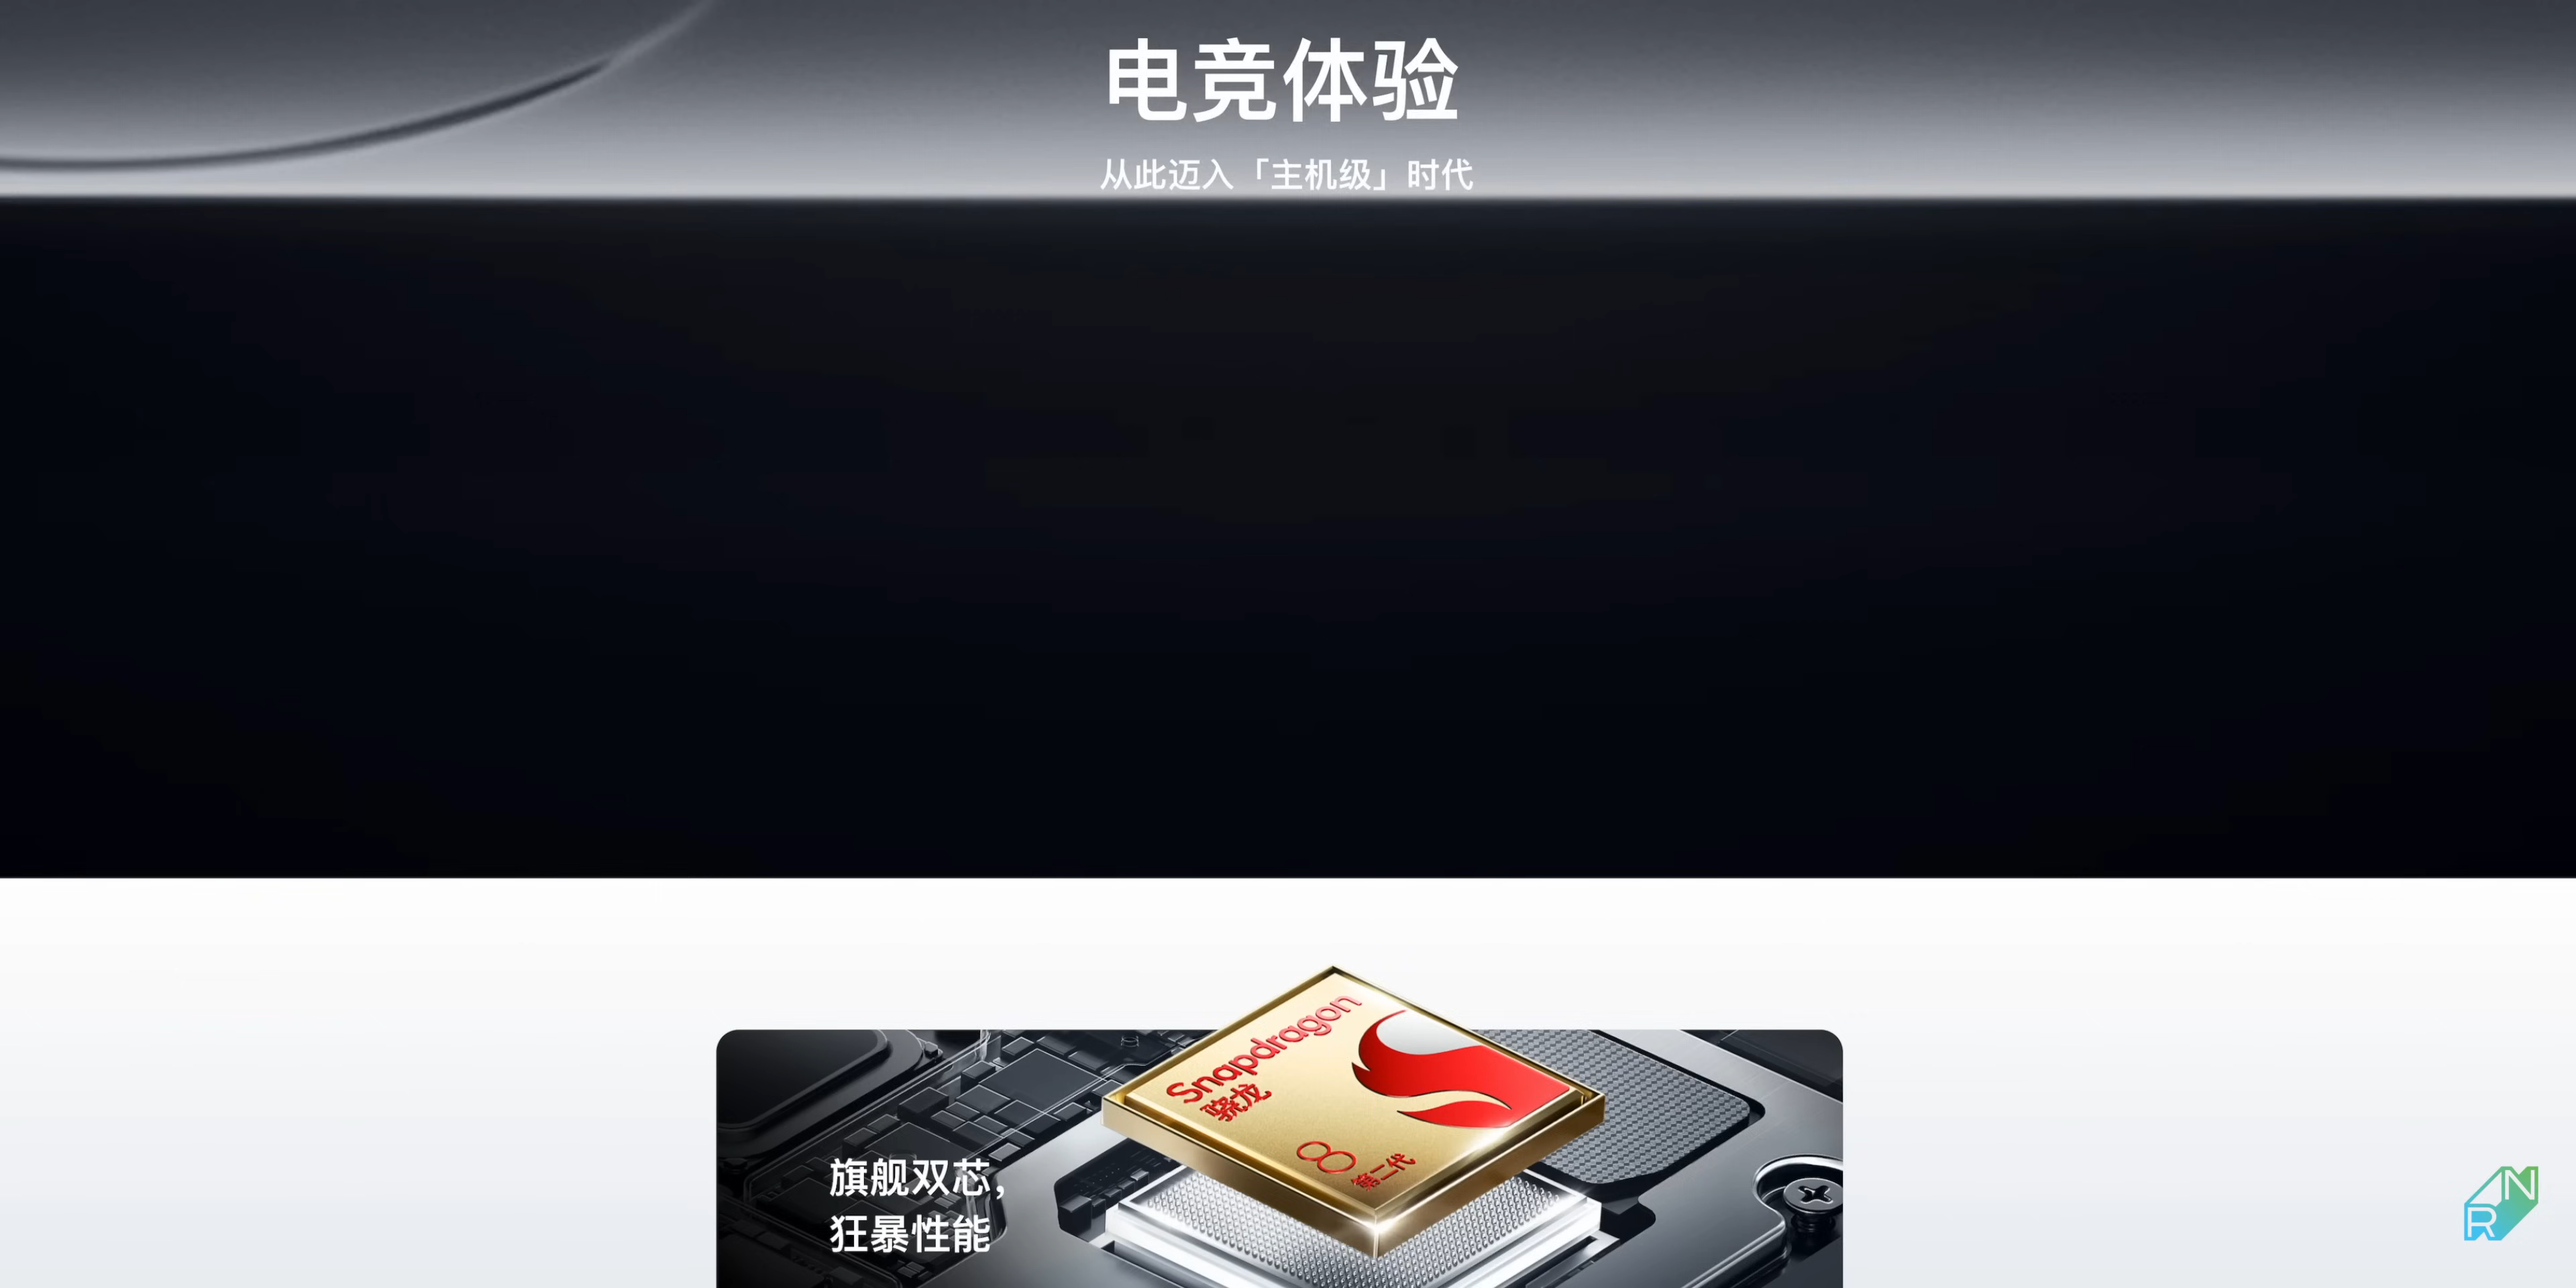 电竞体验
从此迈入「主机级」时代
Snapdragon
骁龙
8
第二代
旗舰双芯，
狂暴性能
N
R